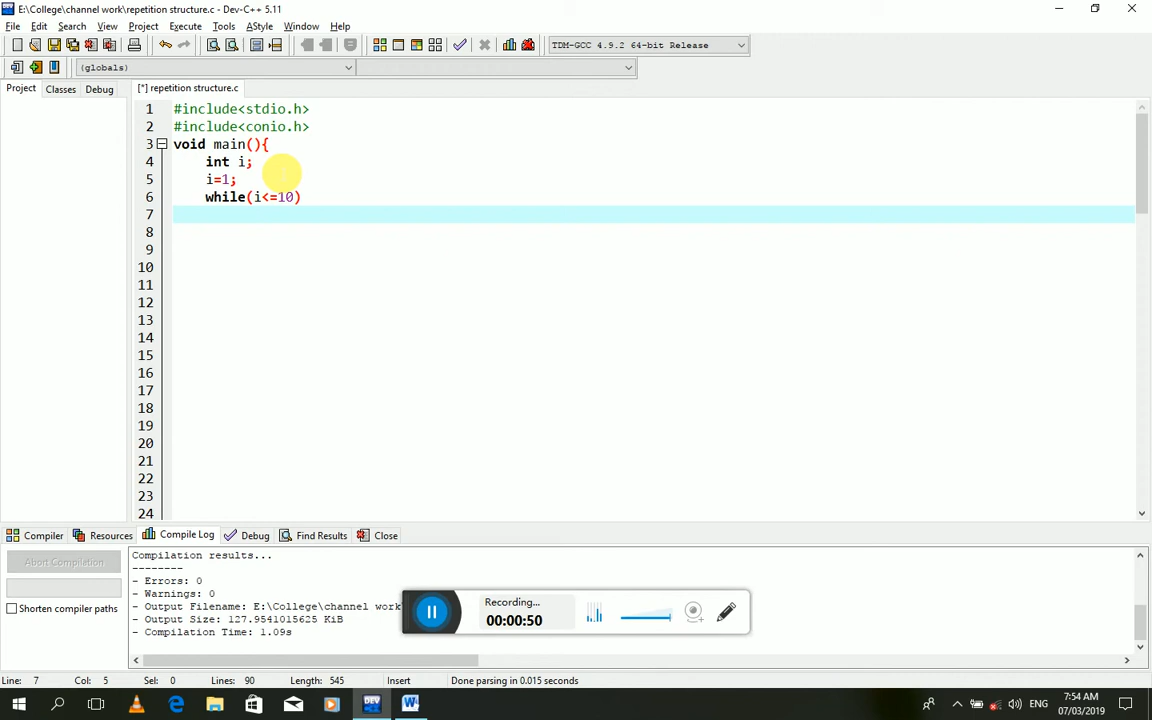 E:\College\channel work\repetition structure.c - Dev-C++ 5.11
File Edit Search View Project Execute Tools AStyle Window Help
TDM-GCC 4.9.2 64-bit Release
(globals)
Project Classes Debug [*] repetition structure.c
1 #include<stdio.h>
2 #include<conio.h>
3 void main(){
4 int i;
5 i=1;
6 while(i<=10)
7
8
9
10
11
12
13
14
15
16
17
18
19
20
21
22
23
24
Compiler Resources Compile Log Debug Find Results Close
Abort Compilation
Shorten compiler paths
Compilation results...
--------
- Errors: 0
- Warnings: 0
- Output Filename: E:\College\channel work
- Output Size: 127.9541015625 KiB
- Compilation Time: 1.09s
Recording...
00:00:50
Line: 7 Col: 5 Sel: 0 Lines: 90 Length: 545 Insert Done parsing in 0.015 seconds
DEV
ENG
7:54 AM
07/03/2019